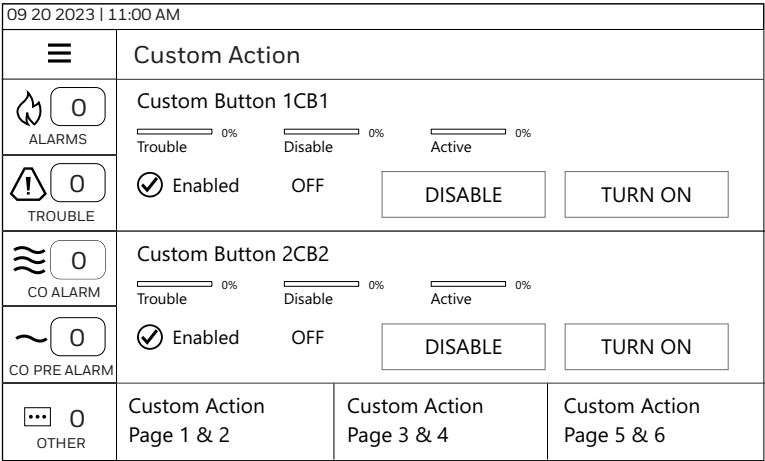 09 20 2023 | 11:00 AM
Custom Action
0
ALARMS
0
TROUBLE
0
CO ALARM
0
CO PRE ALARM
0
OTHER
Custom Button 1CB1
0% 0% 0%
Trouble Disable Active
Enabled OFF DISABLE TURN ON
Custom Button 2CB2
0% 0% 0%
Trouble Disable Active
Enabled OFF DISABLE TURN ON
Custom Action
Page 1 & 2
Custom Action
Page 3 & 4
Custom Action
Page 5 & 6